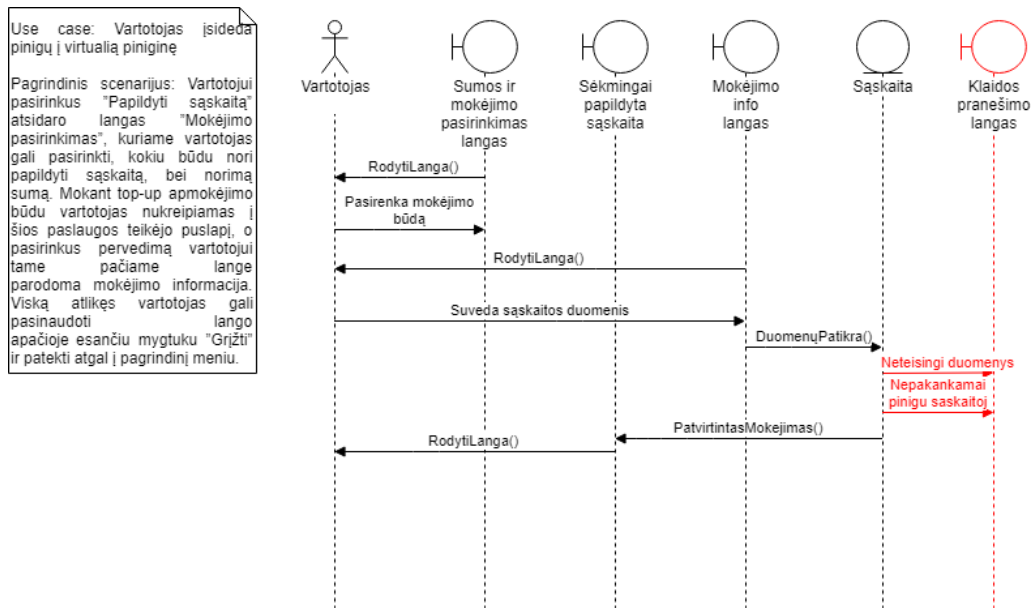 Use case: Vartotojas įsideda
pinigų į virtualią piniginę
Pagrindinis scenarijus: Vartotojui
pasirinkus "Papildyti sąskaitą"
atsidaro langas "Mokėjimo
pasirinkimas", kuriame vartotojas
gali pasirinkti, kokiu būdu nori
papildyti sąskaitą, bei norimą
sumą. Mokant top-up apmokėjimo
būdu vartotojas nukreipiamas į
šios paslaugos teikėjo puslapį, o
pasirinkus pervedimą vartotojui
tame pačiame lange
parodoma mokėjimo informacija.
Viską atlikęs vartotojas gali
pasinaudoti lango
apačioje esančiu mygtuku "Grįžti"
ir patekti atgal į pagrindinį meniu.
Vartotojas
Sumos ir
mokėjimo
pasirinkimas
langas
Sėkmingai
papildyta
sąskaita
Mokėjimo
info
langas
Sąskaita
Klaidos
pranešimo
langas
RodytiLanga()
Pasirenka mokėjimo
būdą
RodytiLanga()
Suveda sąskaitos duomenis
DuomenųPatikra()
Neteisingi duomenys
Nepakankamai
pinigu saskaitoj
PatvirtintasMokejimas()
RodytiLanga()